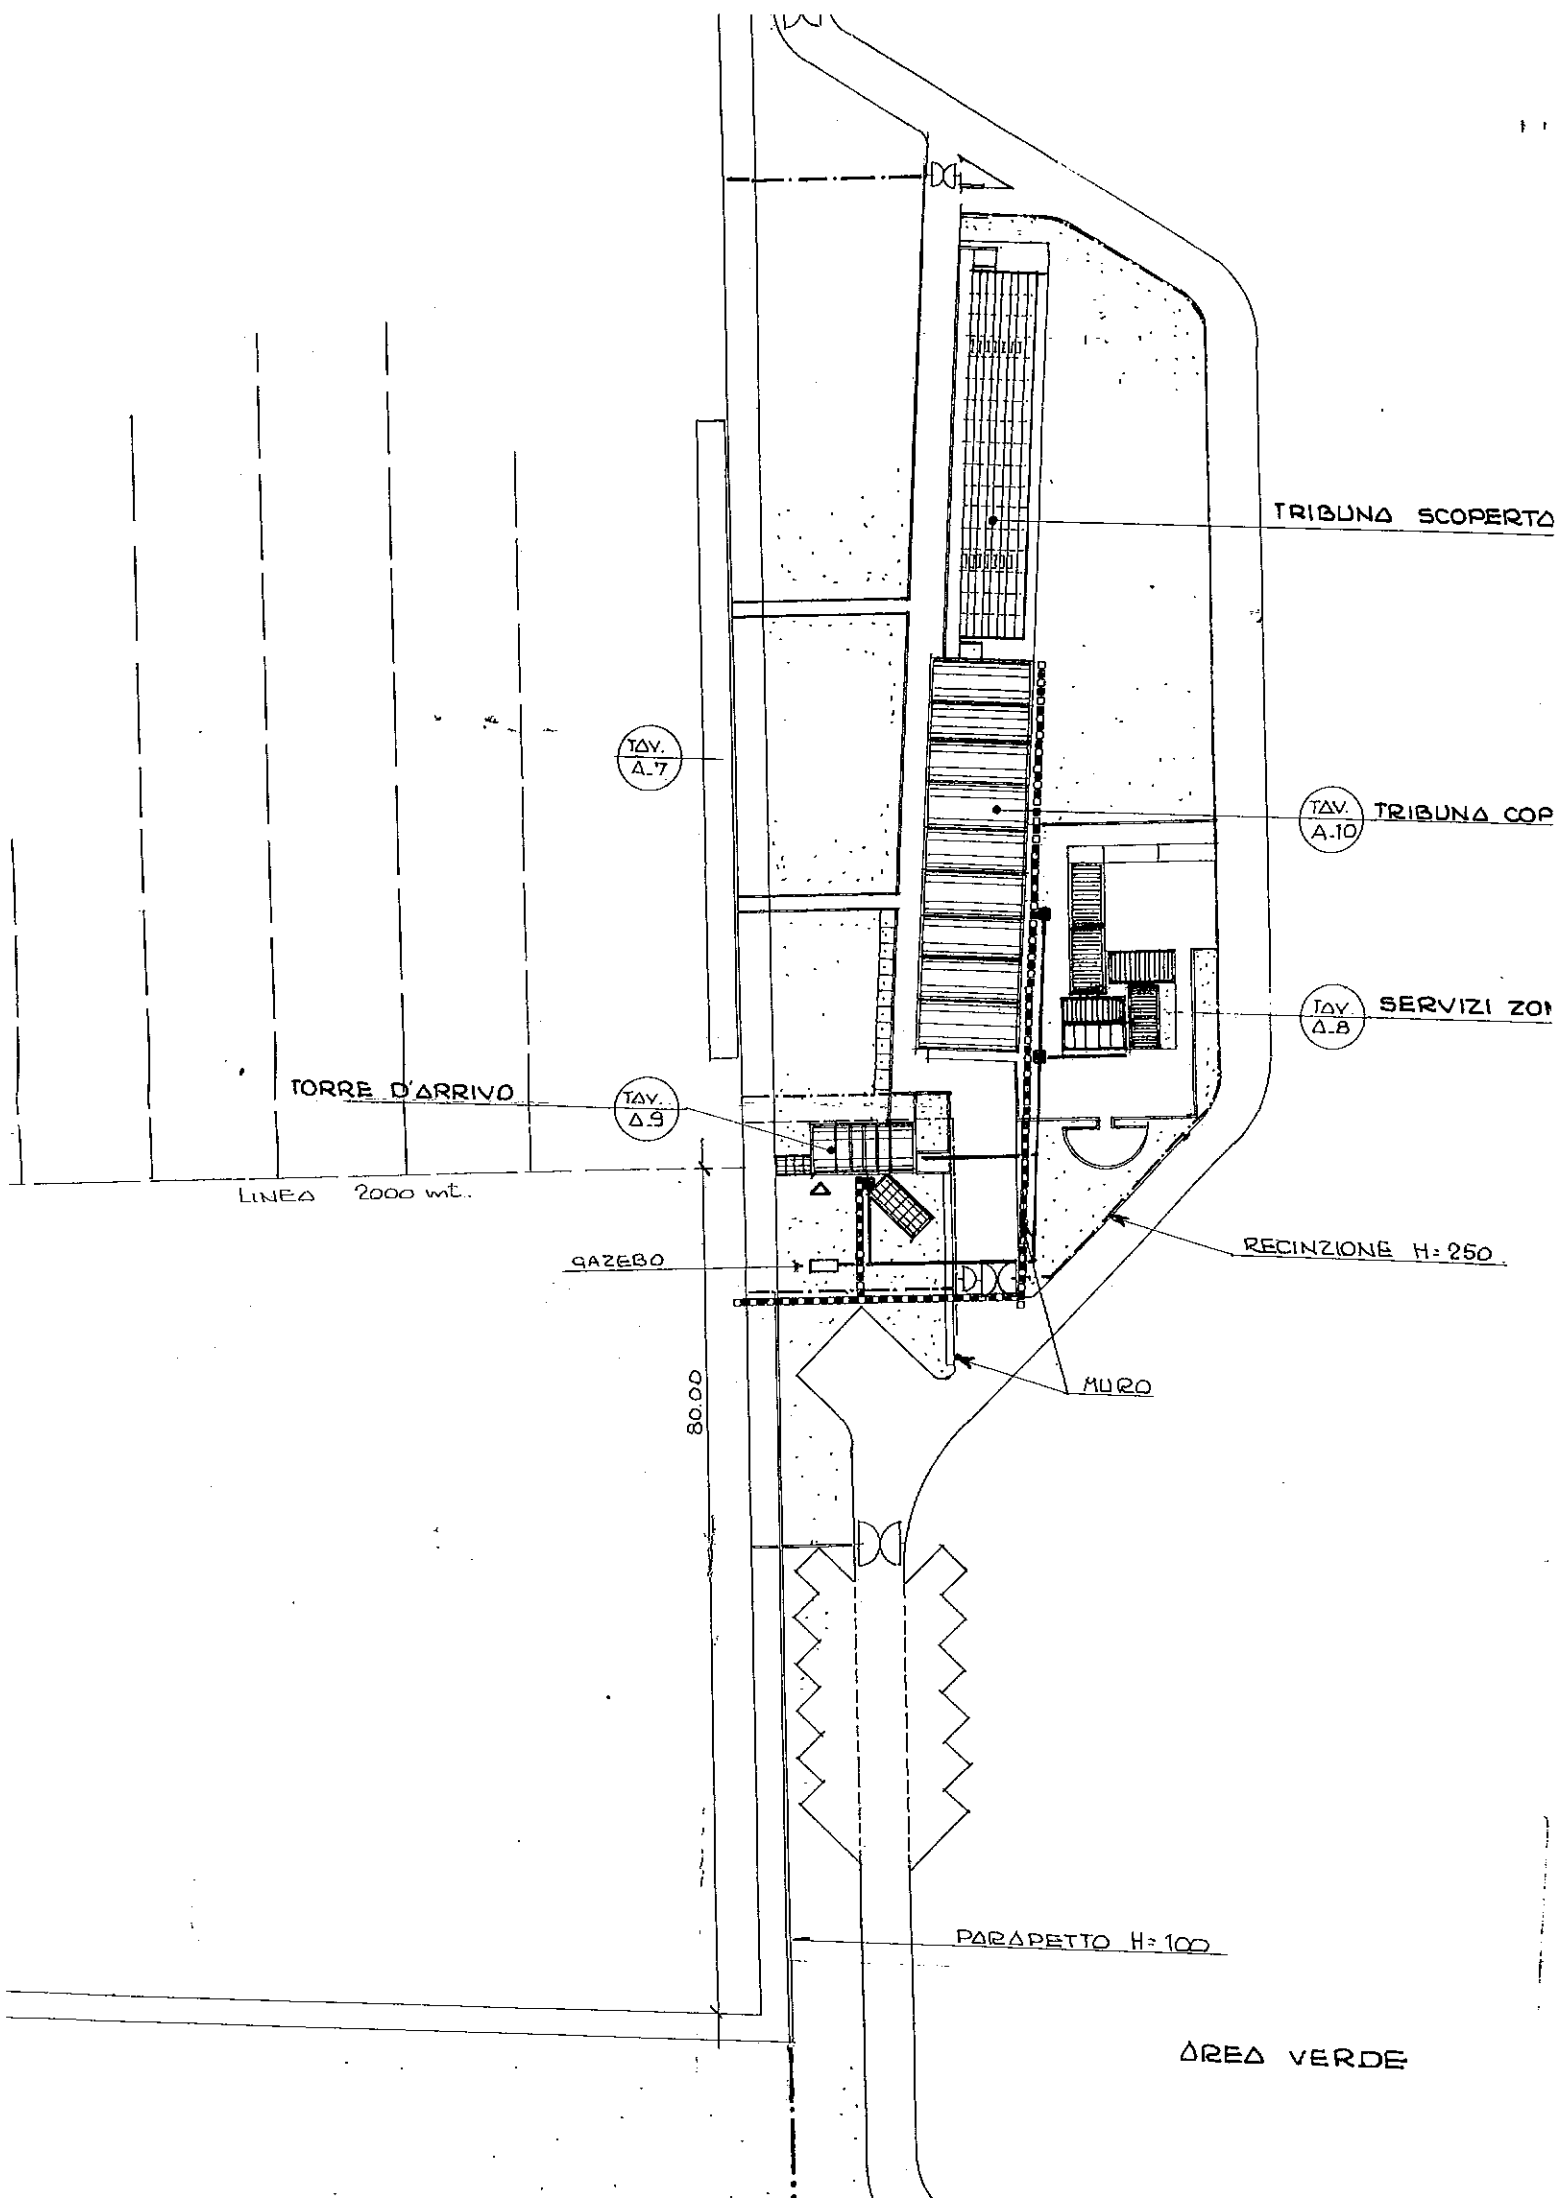 TRIBUNA SCOPERTA
TAV.
A-7
TAV.
A-10
TRIBUNA COP
TAV.
A-8
SERVIZI ZO
TORRE D'ARRIVO
TAV.
A-9
LINEA 2000 mt.
GAZEBO
RECINZIONE H=250
MURO
80.00
PARAPETTO H=100
AREA VERDE